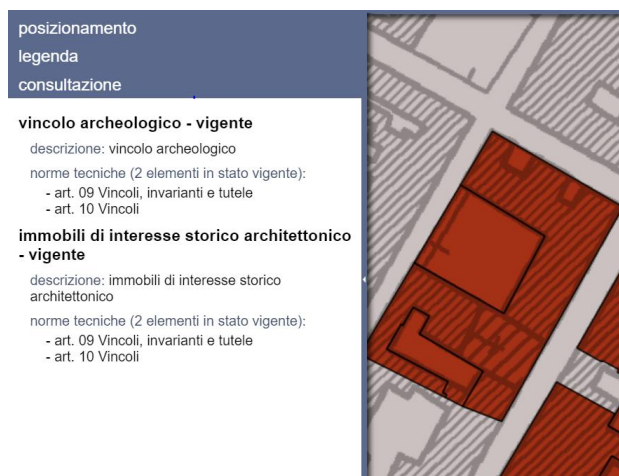 posizionamento
legenda
consultazione
vincolo archeologico - vigente
descrizione: vincolo archeologico
norme tecniche (2 elementi in stato vigente):
- art. 09 Vincoli, invarianti e tutele
- art. 10 Vincoli
immobili di interesse storico architettonico
- vigente
descrizione: immobili di interesse storico
architettonico
norme tecniche (2 elementi in stato vigente):
- art. 09 Vincoli, invarianti e tutele
- art. 10 Vincoli